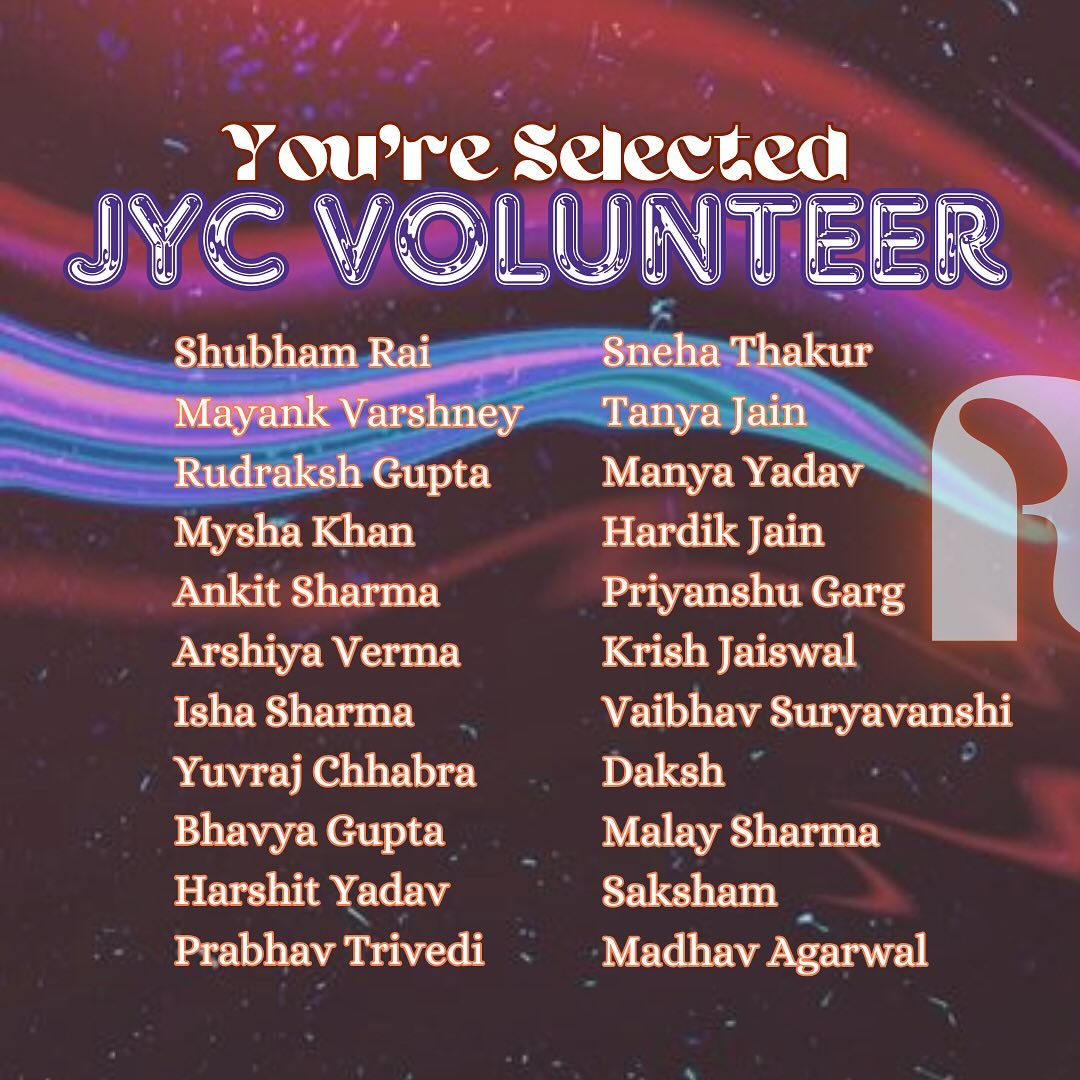 You're Selected
JYC VOLUNTEER
Shubham Rai
Mayank Varshney
Rudraksh Gupta
Mysha Khan
Ankit Sharma
Arshiya Verma
Isha Sharma
Yuvraj Chhabra
Bhavya Gupta
Harshit Yadav
Prabhav Trivedi
Sneha Thakur
Tanya Jain
Manya Yadav
Hardik Jain
Priyanshu Garg
Krish Jaiswal
Vaibhav Suryavanshi
Daksh
Malay Sharma
Saksham
Madhav Agarwal